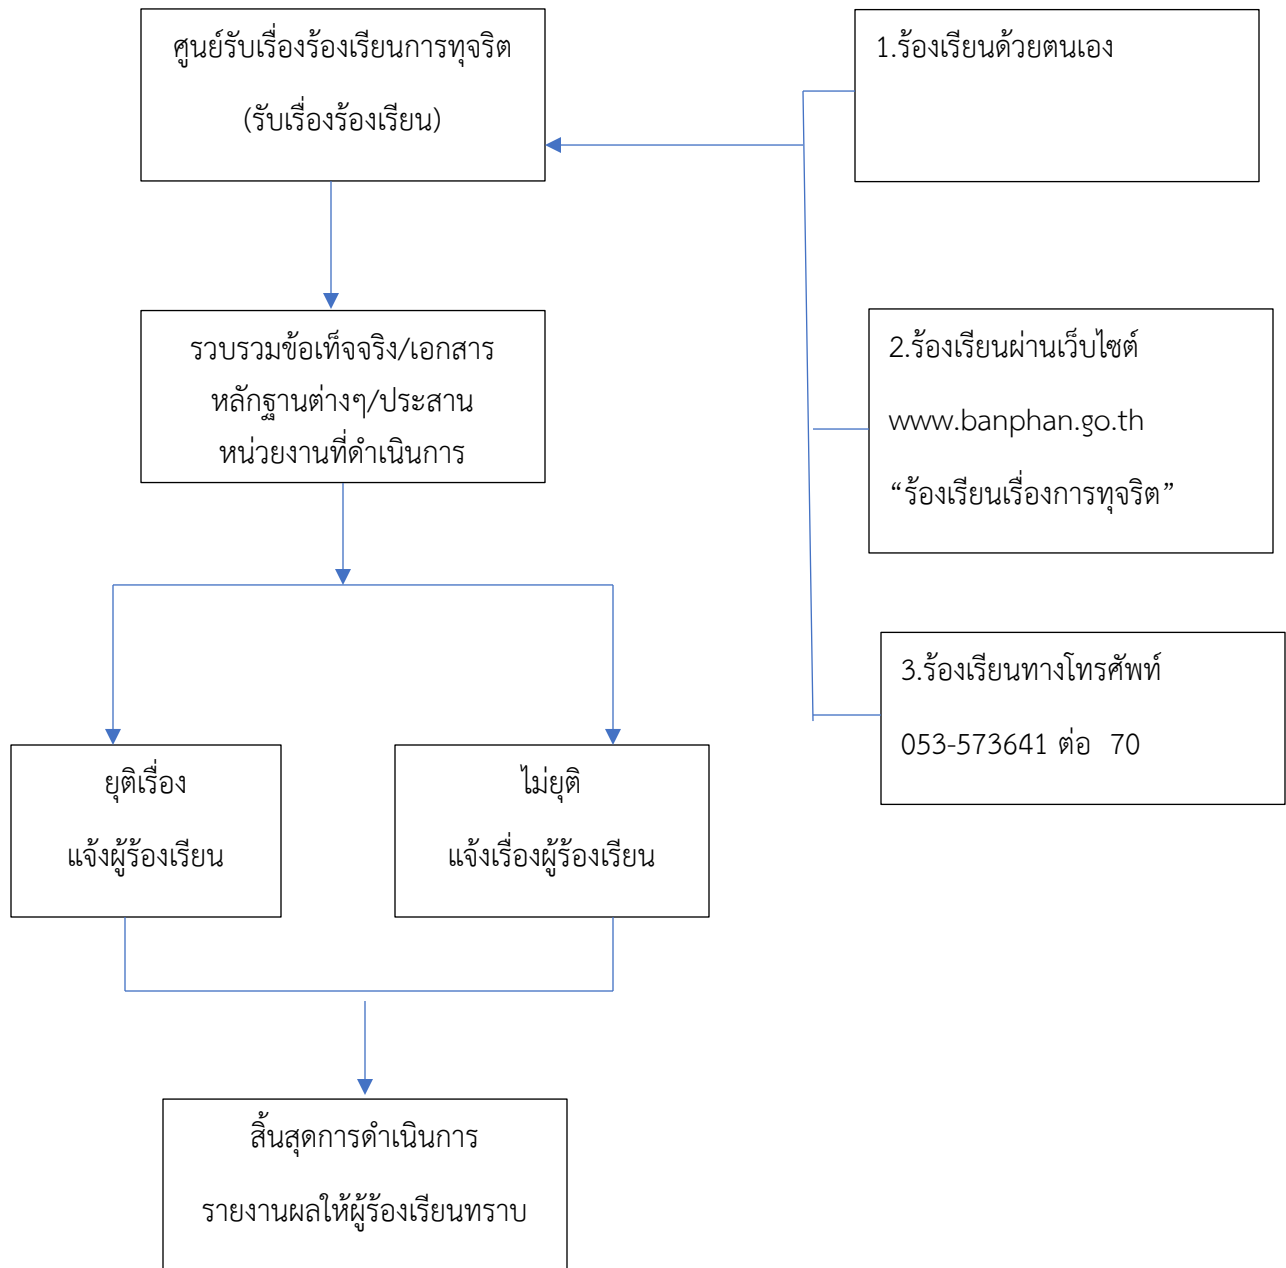 ศูนย์รับเรื่องร้องเรียนการทุจริต
(รับเรื่องร้องเรียน)
1.ร้องเรียนด้วยตนเอง
รวบรวมข้อเท็จจริง/เอกสาร
หลักฐานต่างๆ/ประสาน
หน่วยงานที่ดำเนินการ
2.ร้องเรียนผ่านเว็บไซต์
www.banphan.go.th
“ร้องเรียนเรื่องการทุจริต”
3.ร้องเรียนทางโทรศัพท์
053-573641 ต่อ 70
ยุติเรื่อง
แจ้งผู้ร้องเรียน
ไม่ยุติ
แจ้งเรื่องผู้ร้องเรียน
สิ้นสุดการดำเนินการ
รายงานผลให้ผู้ร้องเรียนทราบ